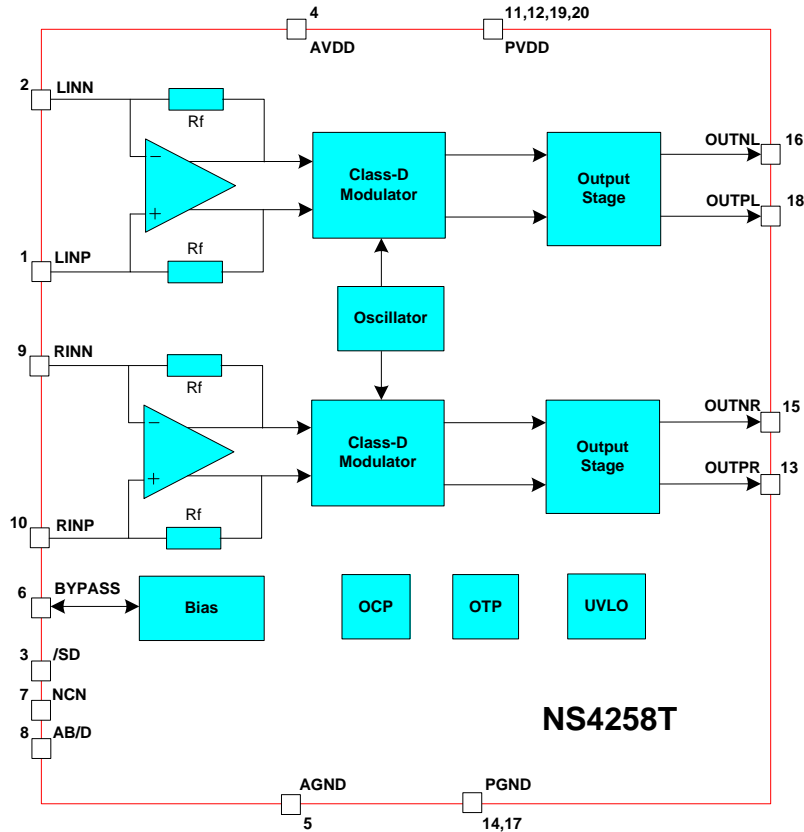 4
AVDD
11,12,19,20
PVDD
2
LINN
Rf
−
+
Rf
1
LINP
Class-D
Modulator
Output
Stage
OUTNL
16
OUTPL
18
Oscillator
9
RINN
Rf
−
+
Rf
10
RINP
Class-D
Modulator
Output
Stage
OUTNR
15
OUTPR
13
6
BYPASS
Bias
OCP
OTP
UVLO
3
/SD
7
NCN
8
AB/D
NS4258T
AGND
5
PGND
14,17